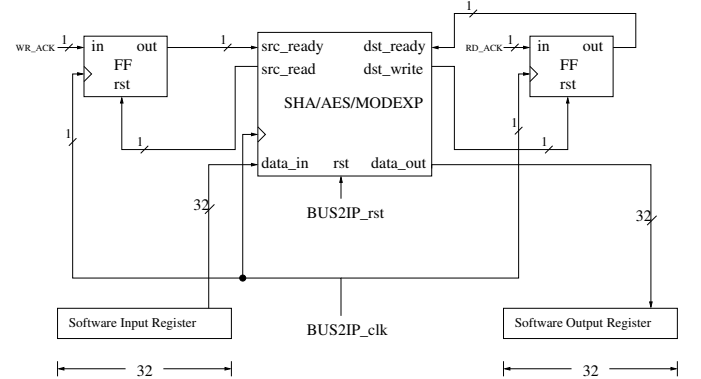 1
WR_ACK
1
in
out
FF
rst
1
src_ready
dst_ready
src_read
dst_write
SHA/AES/MODEXP
data_in
rst
data_out
RD_ACK
1
in
out
FF
rst
1
1
1
1
32
32
BUS2IP_rst
Software Input Register
BUS2IP_clk
Software Output Register
32
32